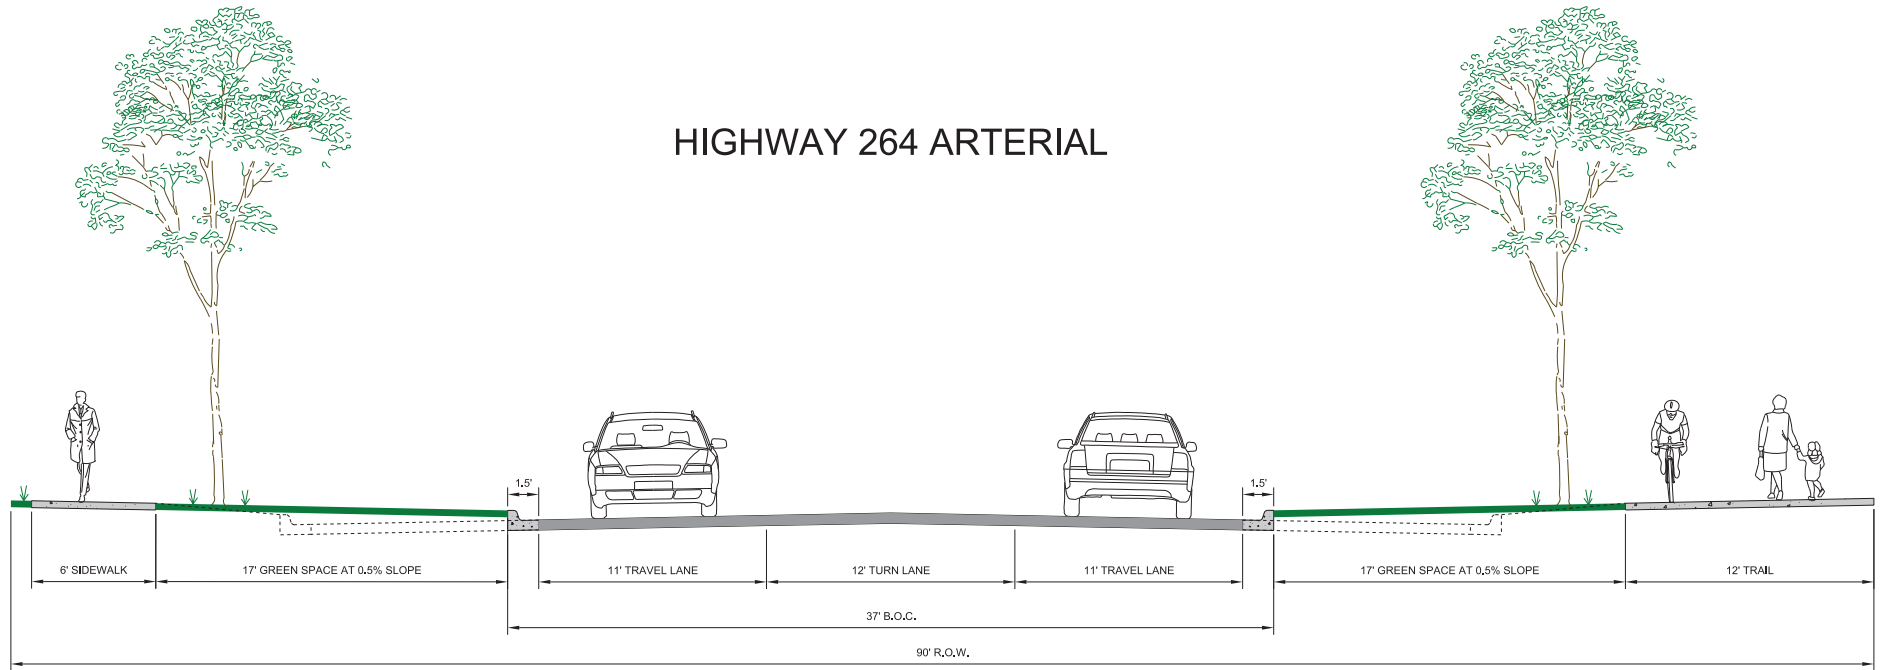 HIGHWAY 264 ARTERIAL
1.5' 1.5'
6' SIDEWALK 17' GREEN SPACE AT 0.5% SLOPE 11' TRAVEL LANE 12' TURN LANE 11' TRAVEL LANE 17' GREEN SPACE AT 0.5% SLOPE 12' TRAIL
37' B.O.C.
90' R.O.W.